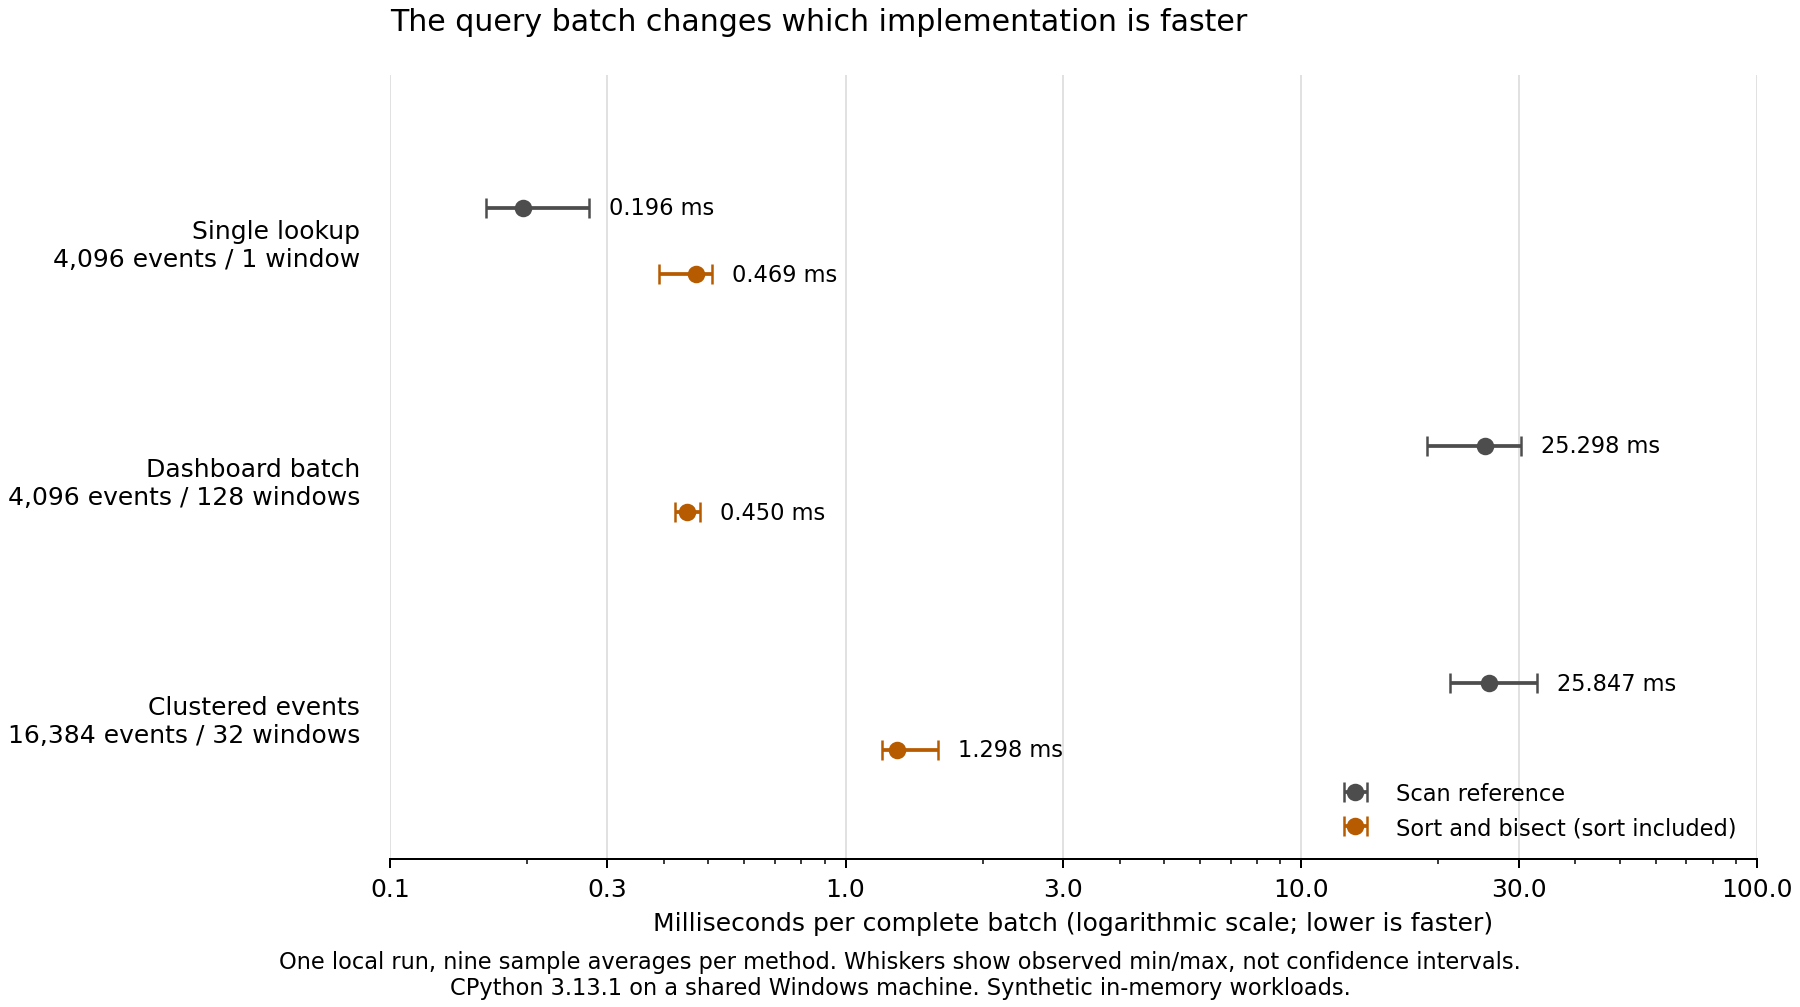 The query batch changes which implementation is faster
Single lookup
4,096 events / 1 window
0.196 ms
0.469 ms
Dashboard batch
4,096 events / 128 windows
25.298 ms
0.450 ms
Clustered events
16,384 events / 32 windows
25.847 ms
1.298 ms
Scan reference
Sort and bisect (sort included)
0.1 0.3 1.0 3.0 10.0 30.0 100.0
Milliseconds per complete batch (logarithmic scale; lower is faster)
One local run, nine sample averages per method. Whiskers show observed min/max, not confidence intervals.
CPython 3.13.1 on a shared Windows machine. Synthetic in-memory workloads.